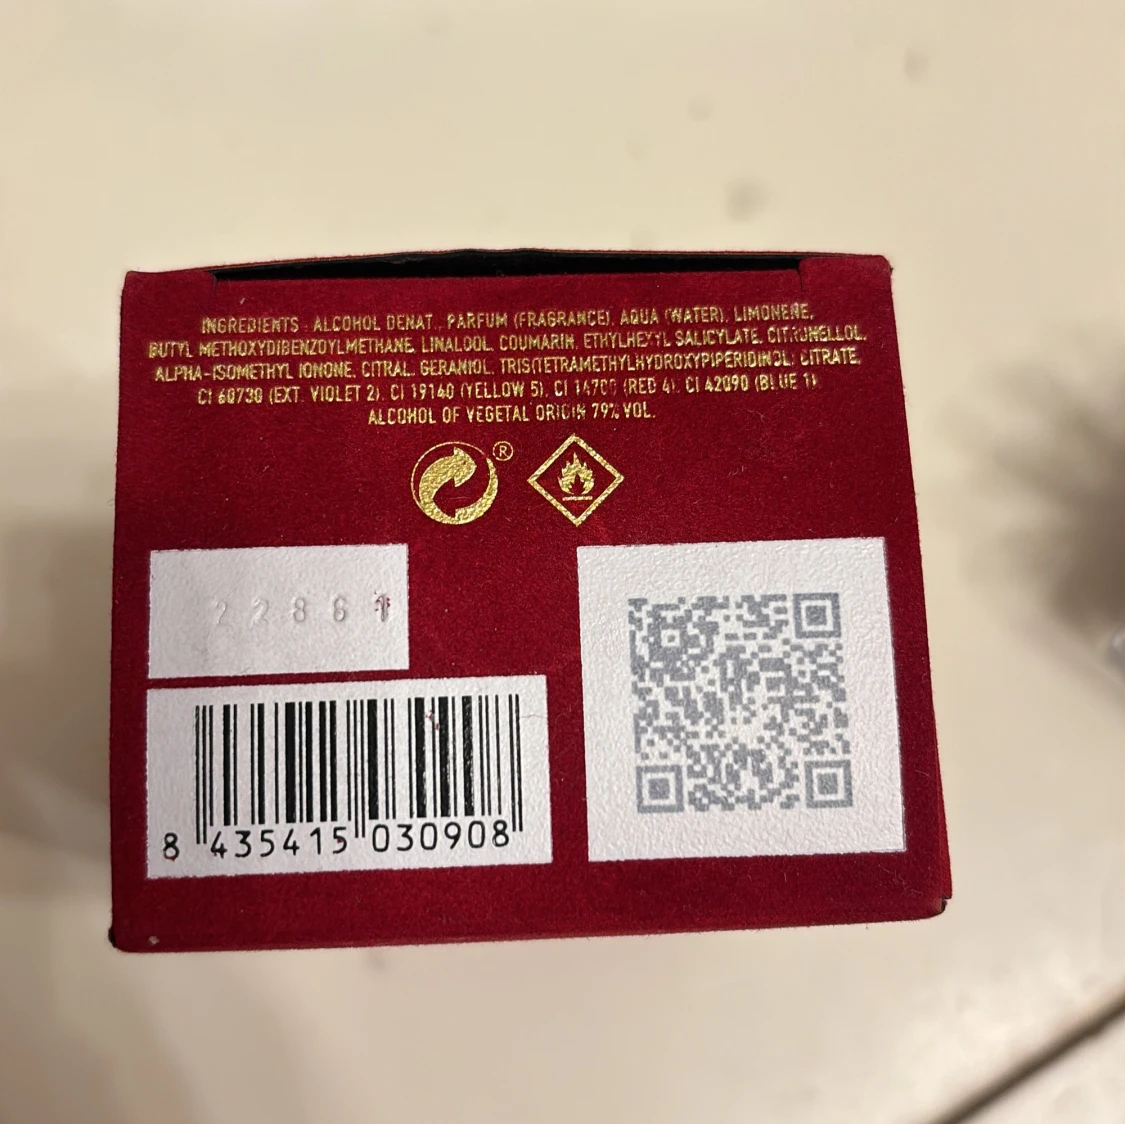 INGREDIENTS : ALCOHOL DENAT., PARFUM (FRAGRANCE), AQUA (WATER), LIMONENE,
BUTYL METHOXYDIBENZOYLMETHANE, LINALOOL, COUMARIN, ETHYLHEXYL SALICYLATE, CITRONELLOL,
ALPHA-ISOMETHYL IONONE, CITRAL, GERANIOL, TRIS(TETRAMETHYLHYDROXYPIPERIDINOL) CITRATE,
CI 60730 (EXT. VIOLET 2), CI 19140 (YELLOW 5), CI 14700 (RED 4), CI 42090 (BLUE 1)
ALCOHOL OF VEGETAL ORIGIN 79% VOL.
®
22861
8 435415 030908